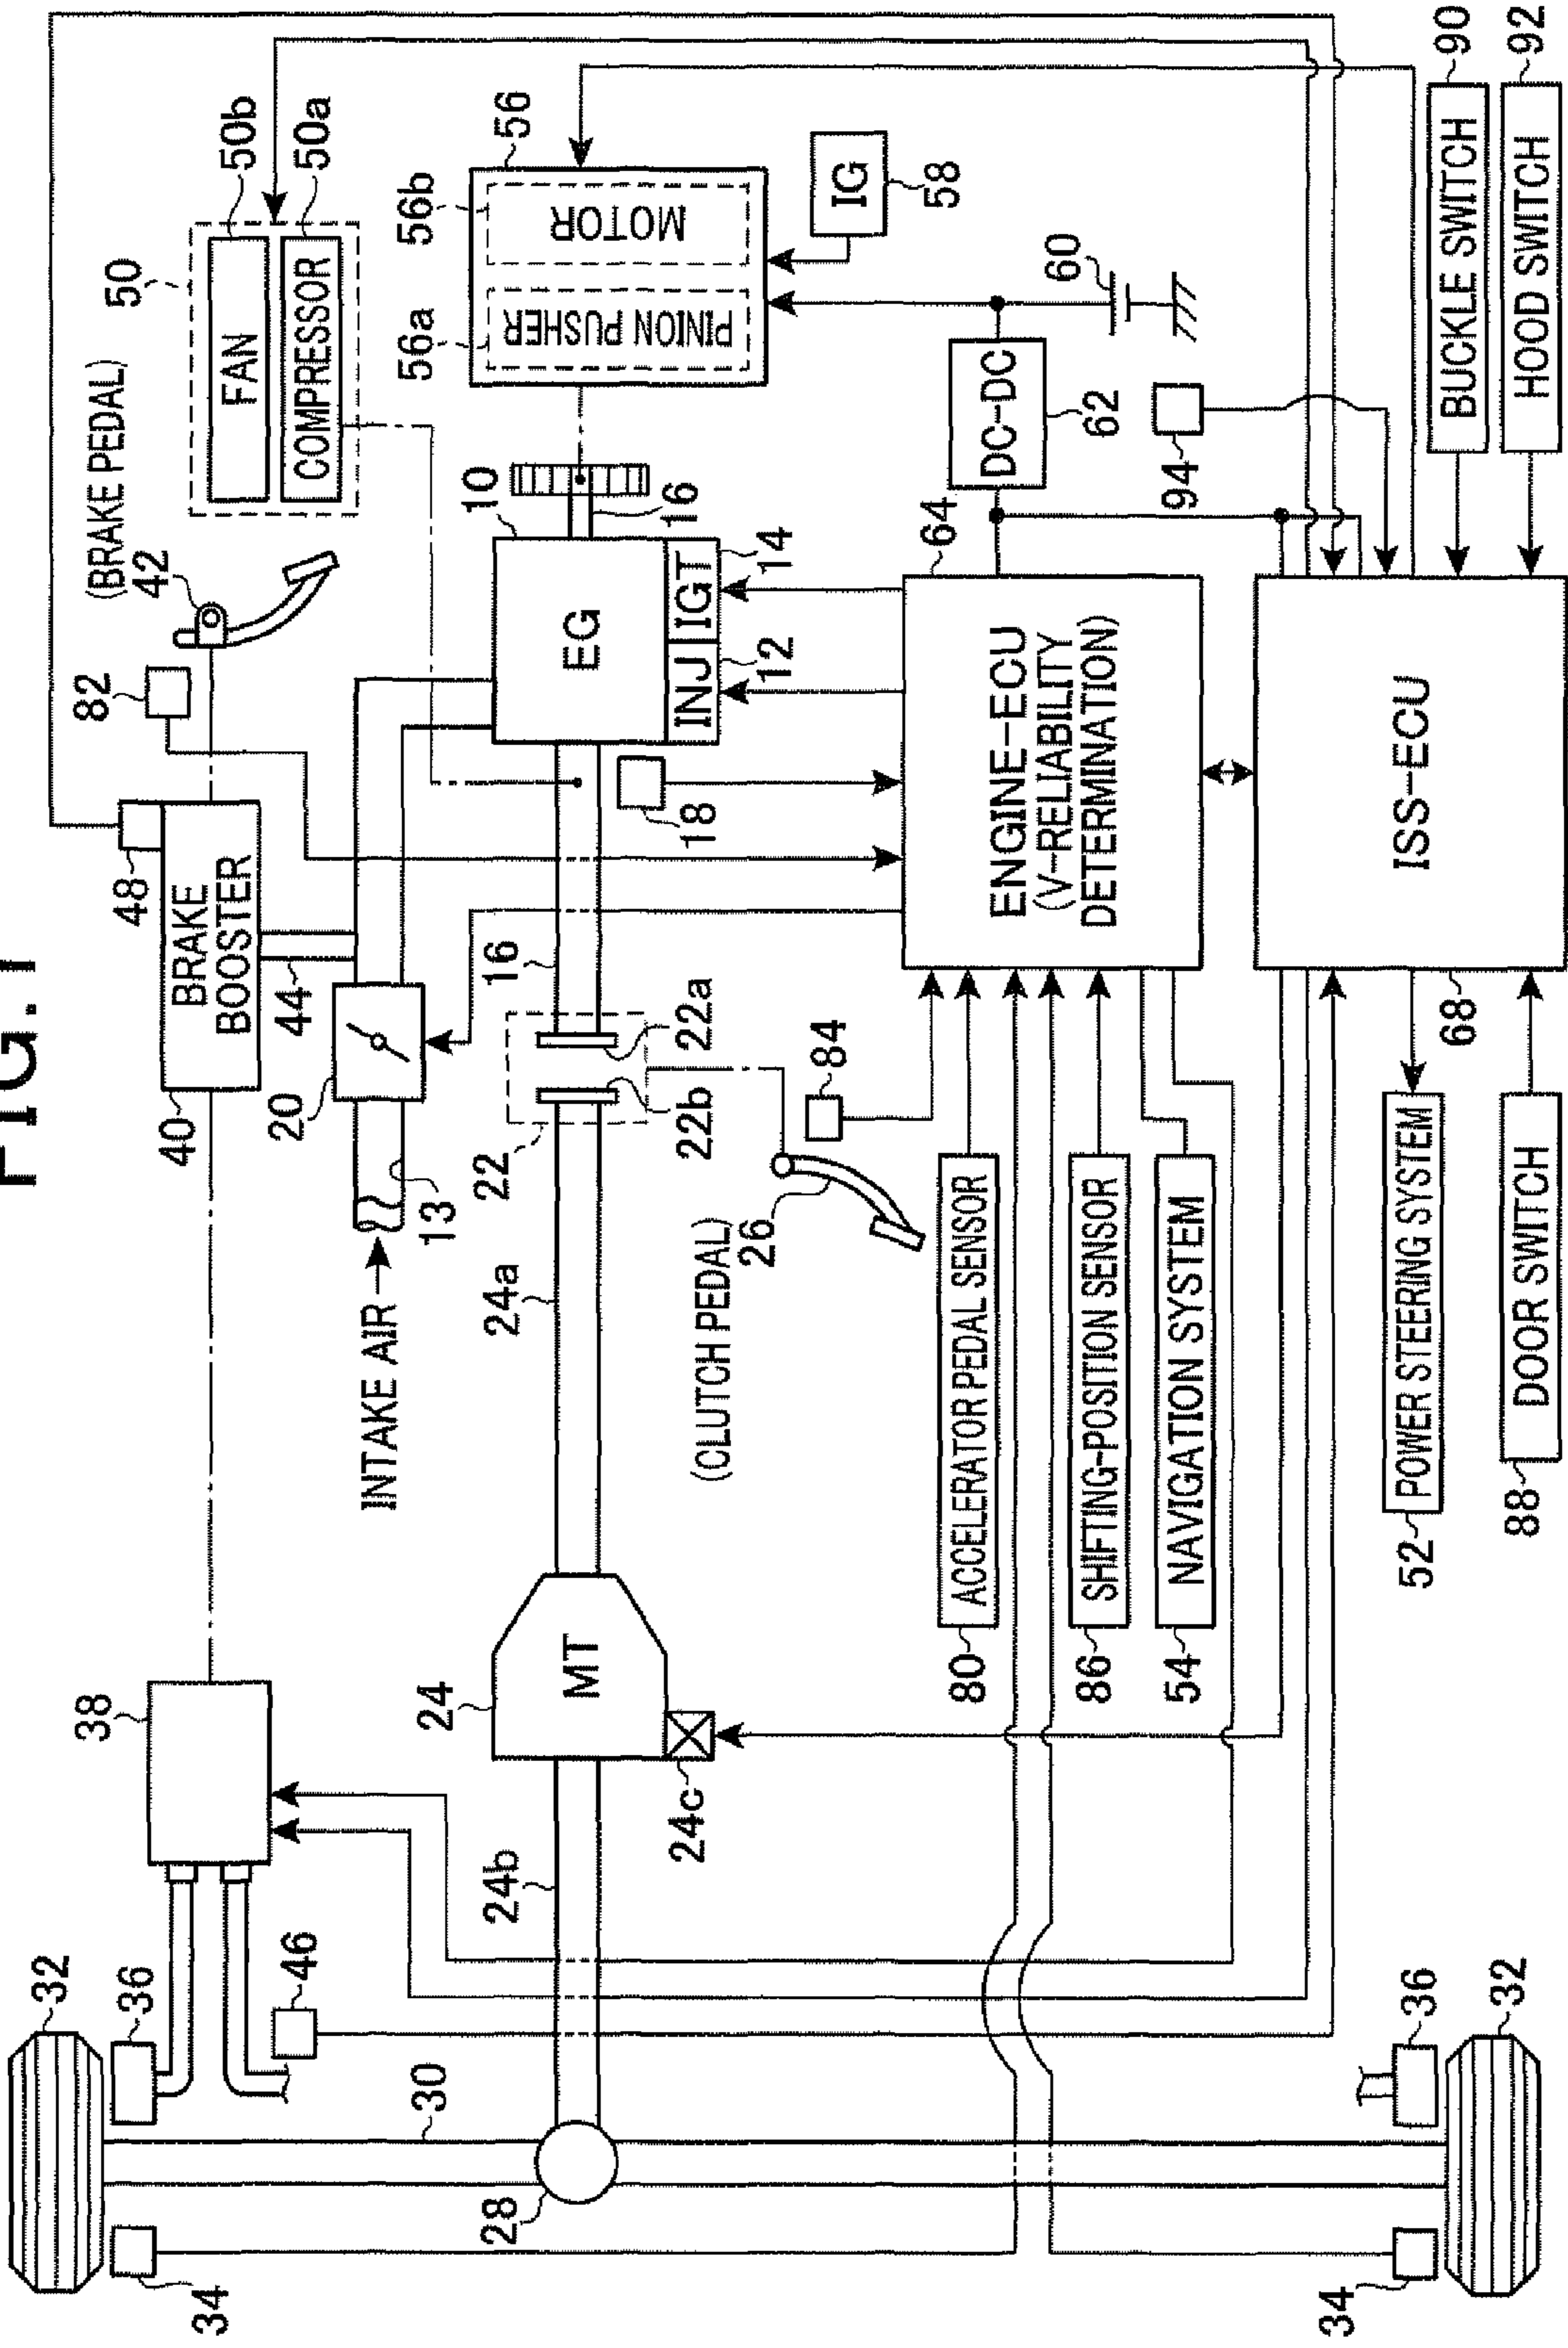 FIG.1
32
36
46
38
40
48
BRAKE
BOOSTER
82
42
(BRAKE PEDAL)
50
FAN
50b
COMPRESSOR
50a
34
30
28
24b
24
MT
24c
INTAKE AIR
13
20
44
24a
22
22b
22a
16
18
10
EG
INJ
IGT
12
14
16
56a
PINION PUSHER
56b
MOTOR
56
IG
58
60
DC-DC
62
64
94
(CLUTCH PEDAL)
26
84
80
ACCELERATOR PEDAL SENSOR
86
SHIFTING-POSITION SENSOR
54
NAVIGATION SYSTEM
ENGINE-ECU
(V-RELIABILITY
DETERMINATION)
ISS-ECU
68
52
POWER STEERING SYSTEM
88
DOOR SWITCH
BUCKLE SWITCH
90
HOOD SWITCH
92
36
32
34